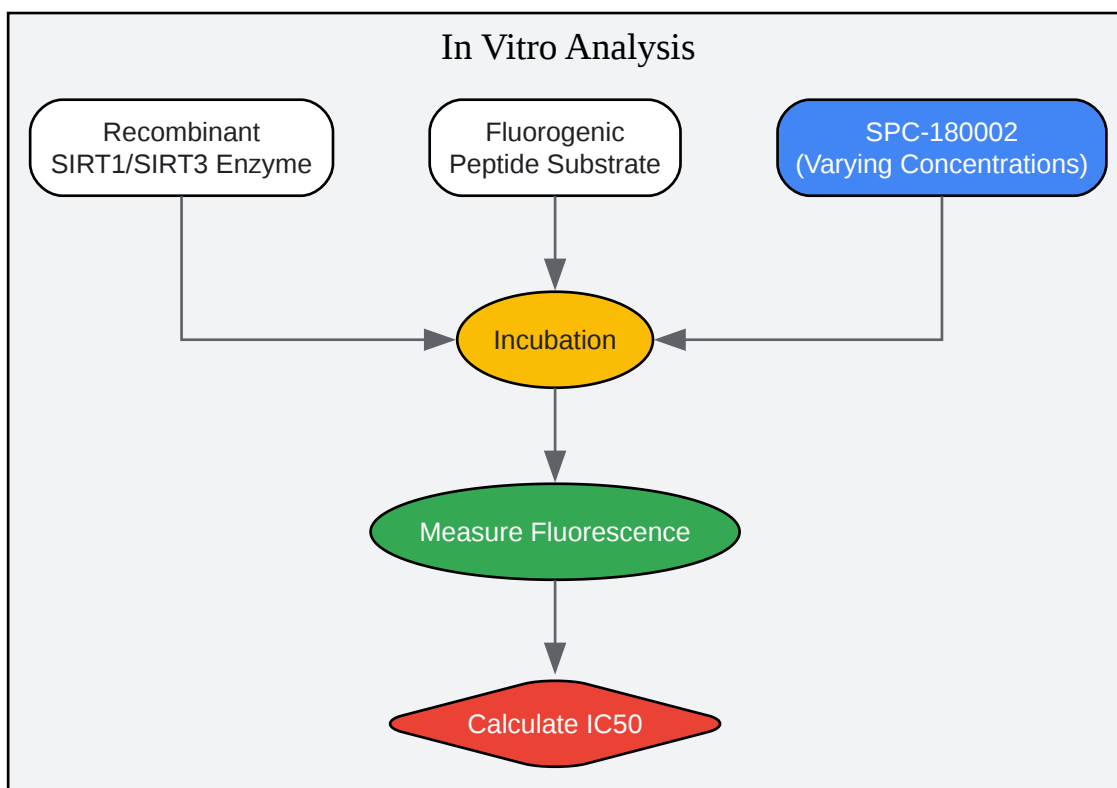 In Vitro Analysis
Recombinant
SIRT1/SIRT3 Enzyme
Fluorogenic
Peptide Substrate
SPC-180002
(Varying Concentrations)
Incubation
Measure Fluorescence
Calculate IC50